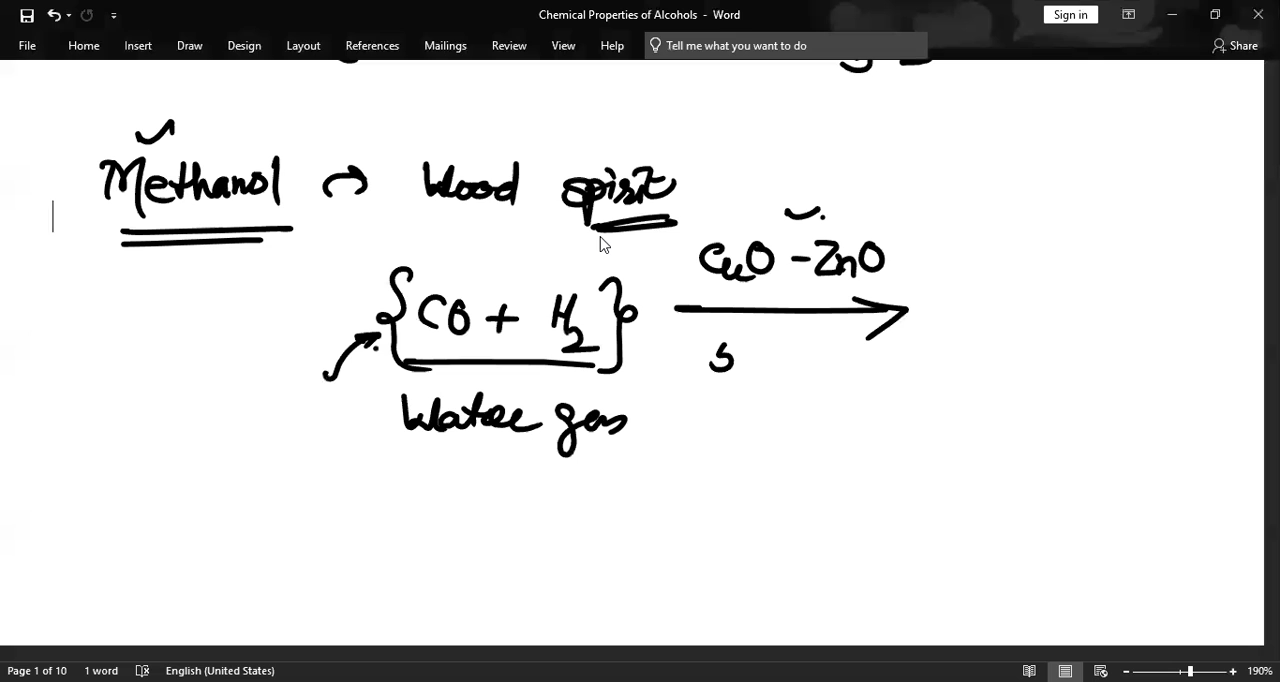 Chemical Properties of Alcohols - Word
Sign in
File Home Insert Draw Design Layout References Mailings Review View Help Tell me what you want to do Share
Methanol → Wood spirit
CuO - ZnO
{CO + H2}
5
Water gas
Page 1 of 10 1 word English (United States) 190%